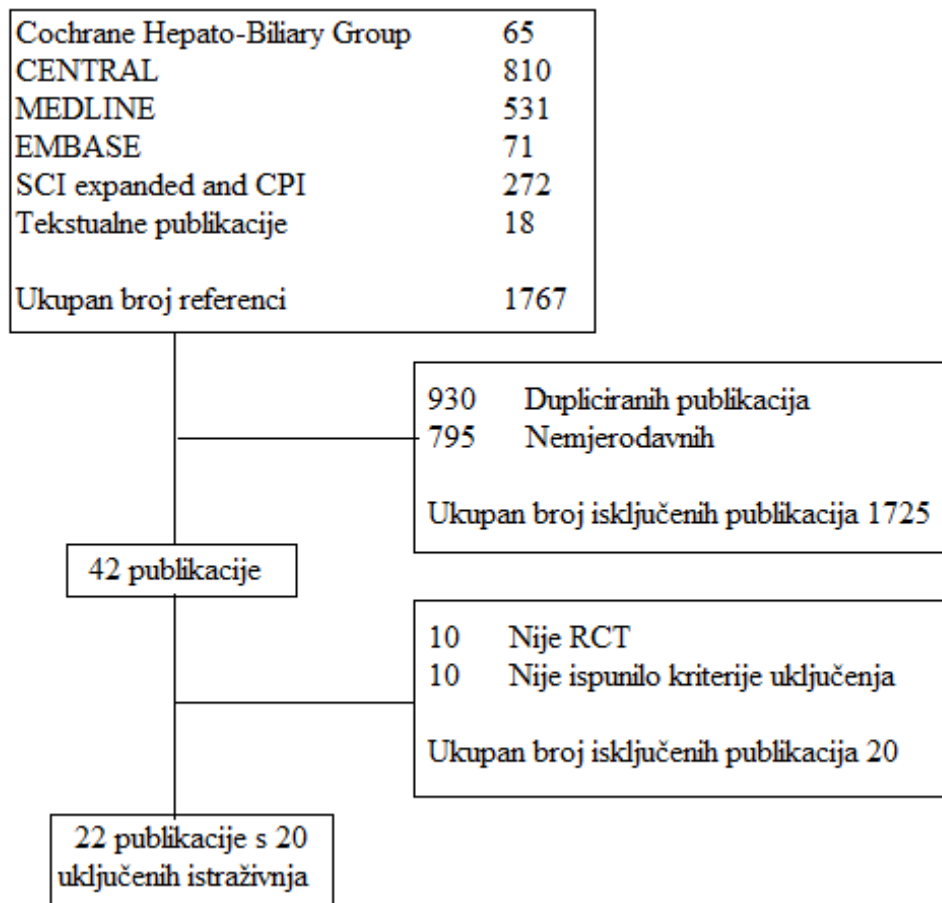 Cochrane Hepato-Biliary Group 65
CENTRAL 810
MEDLINE 531
EMBASE 71
SCI expanded and CPI 272
Tekstualne publikacije 18
Ukupan broj referenci 1767
930 Dupliciranih publikacija
795 Nemjerodavnih
Ukupan broj isključenih publikacija 1725
42 publikacije
10 Nije RCT
10 Nije ispunilo kriterije uključenja
Ukupan broj isključenih publikacija 20
22 publikacije s 20
uključenih istraživnja